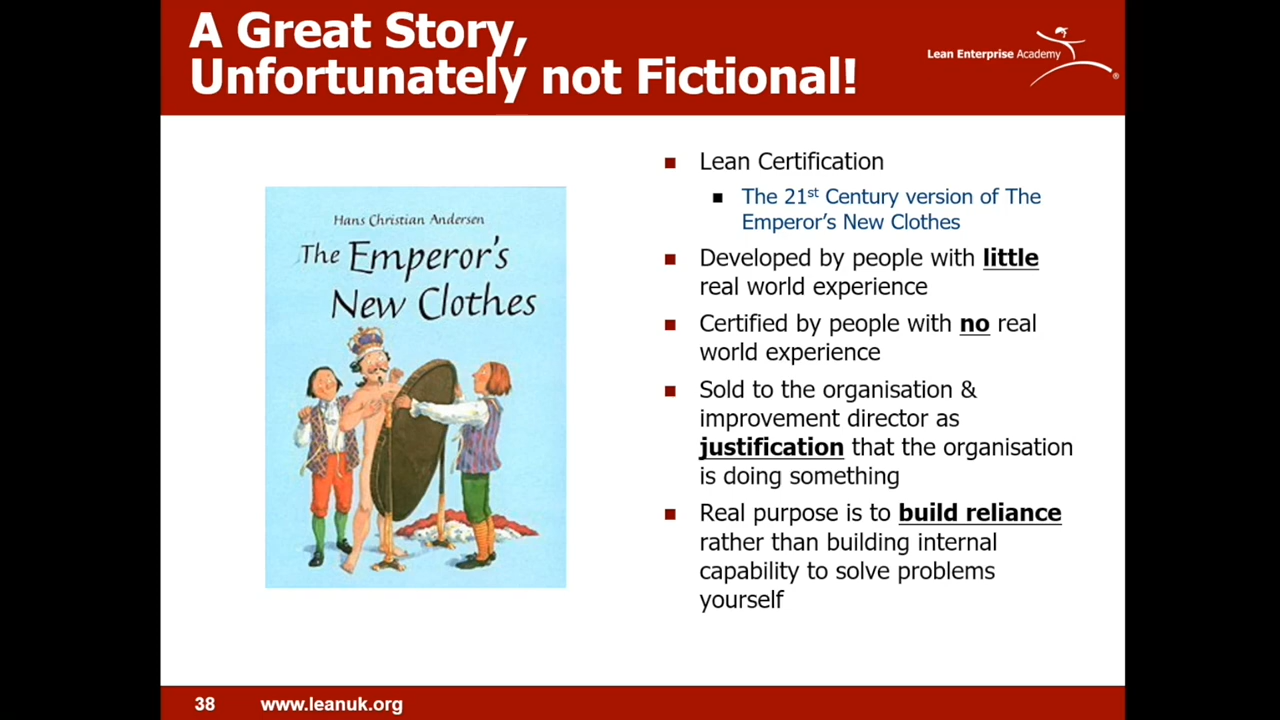 A Great Story,
Unfortunately not Fictional!
Lean Enterprise Academy
®
Hans Christian Andersen
The Emperor's
New Clothes
■ Lean Certification
■ The 21st Century version of The
Emperor's New Clothes
■ Developed by people with little
real world experience
■ Certified by people with no real
world experience
■ Sold to the organisation &
improvement director as
justification that the organisation
is doing something
■ Real purpose is to build reliance
rather than building internal
capability to solve problems
yourself
38 www.leanuk.org